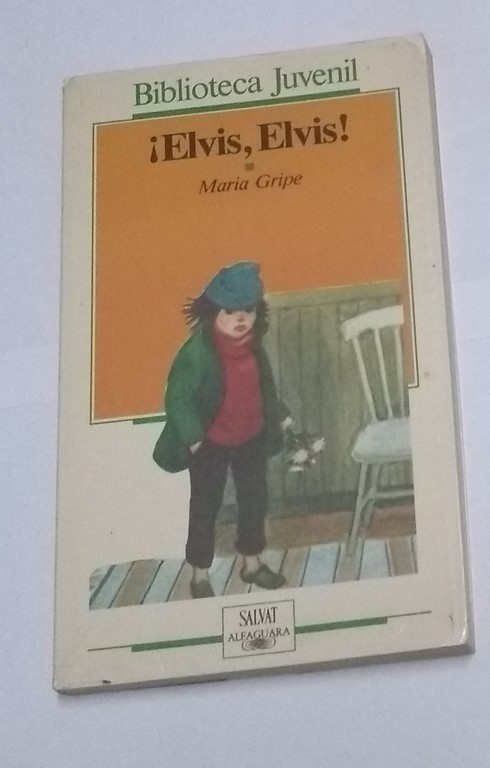 Biblioteca Juvenil
¡Elvis, Elvis!
Maria Gripe
SALVAT
ALFAGUARA